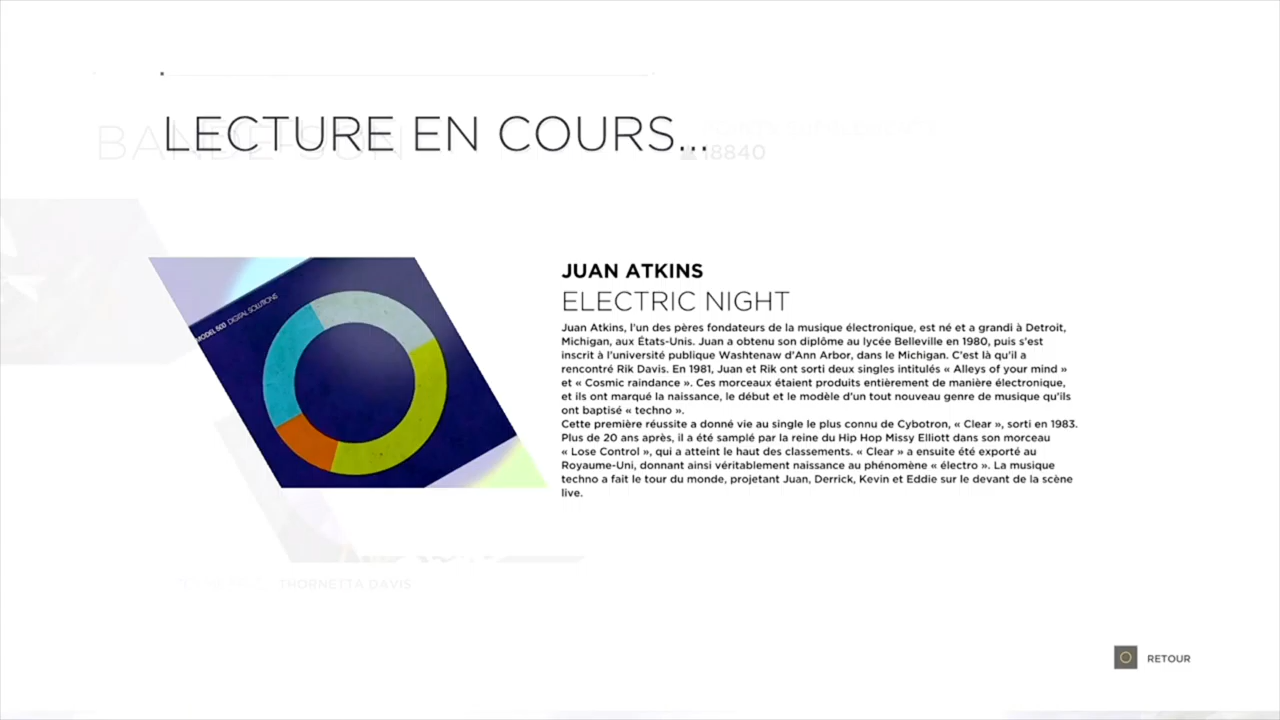 BANDE-SON
LECTURE EN COURS...
18840
MODEL 500 DIGITAL SOLUTIONS
JUAN ATKINS
ELECTRIC NIGHT
Juan Atkins, l'un des pères fondateurs de la musique électronique, est né et a grandi à Detroit,
Michigan, aux États-Unis. Juan a obtenu son diplôme au lycée Belleville en 1980, puis s'est
inscrit à l'université publique Washtenaw d'Ann Arbor, dans le Michigan. C'est là qu'il a
rencontré Rik Davis. En 1981, Juan et Rik ont sorti deux singles intitulés « Alleys of your mind »
et « Cosmic raindance ». Ces morceaux étaient produits entièrement de manière électronique,
et ils ont marqué la naissance, le début et le modèle d'un tout nouveau genre de musique qu'ils
ont baptisé « techno ».
Cette première réussite a donné vie au single le plus connu de Cybotron, « Clear », sorti en 1983.
Plus de 20 ans après, il a été samplé par la reine du Hip Hop Missy Elliott dans son morceau
« Lose Control », qui a atteint le haut des classements. « Clear » a ensuite été exporté au
Royaume-Uni, donnant ainsi véritablement naissance au phénomène « électro ». La musique
techno a fait le tour du monde, projetant Juan, Derrick, Kevin et Eddie sur le devant de la scène
live.
THORNETTA DAVIS
RETOUR